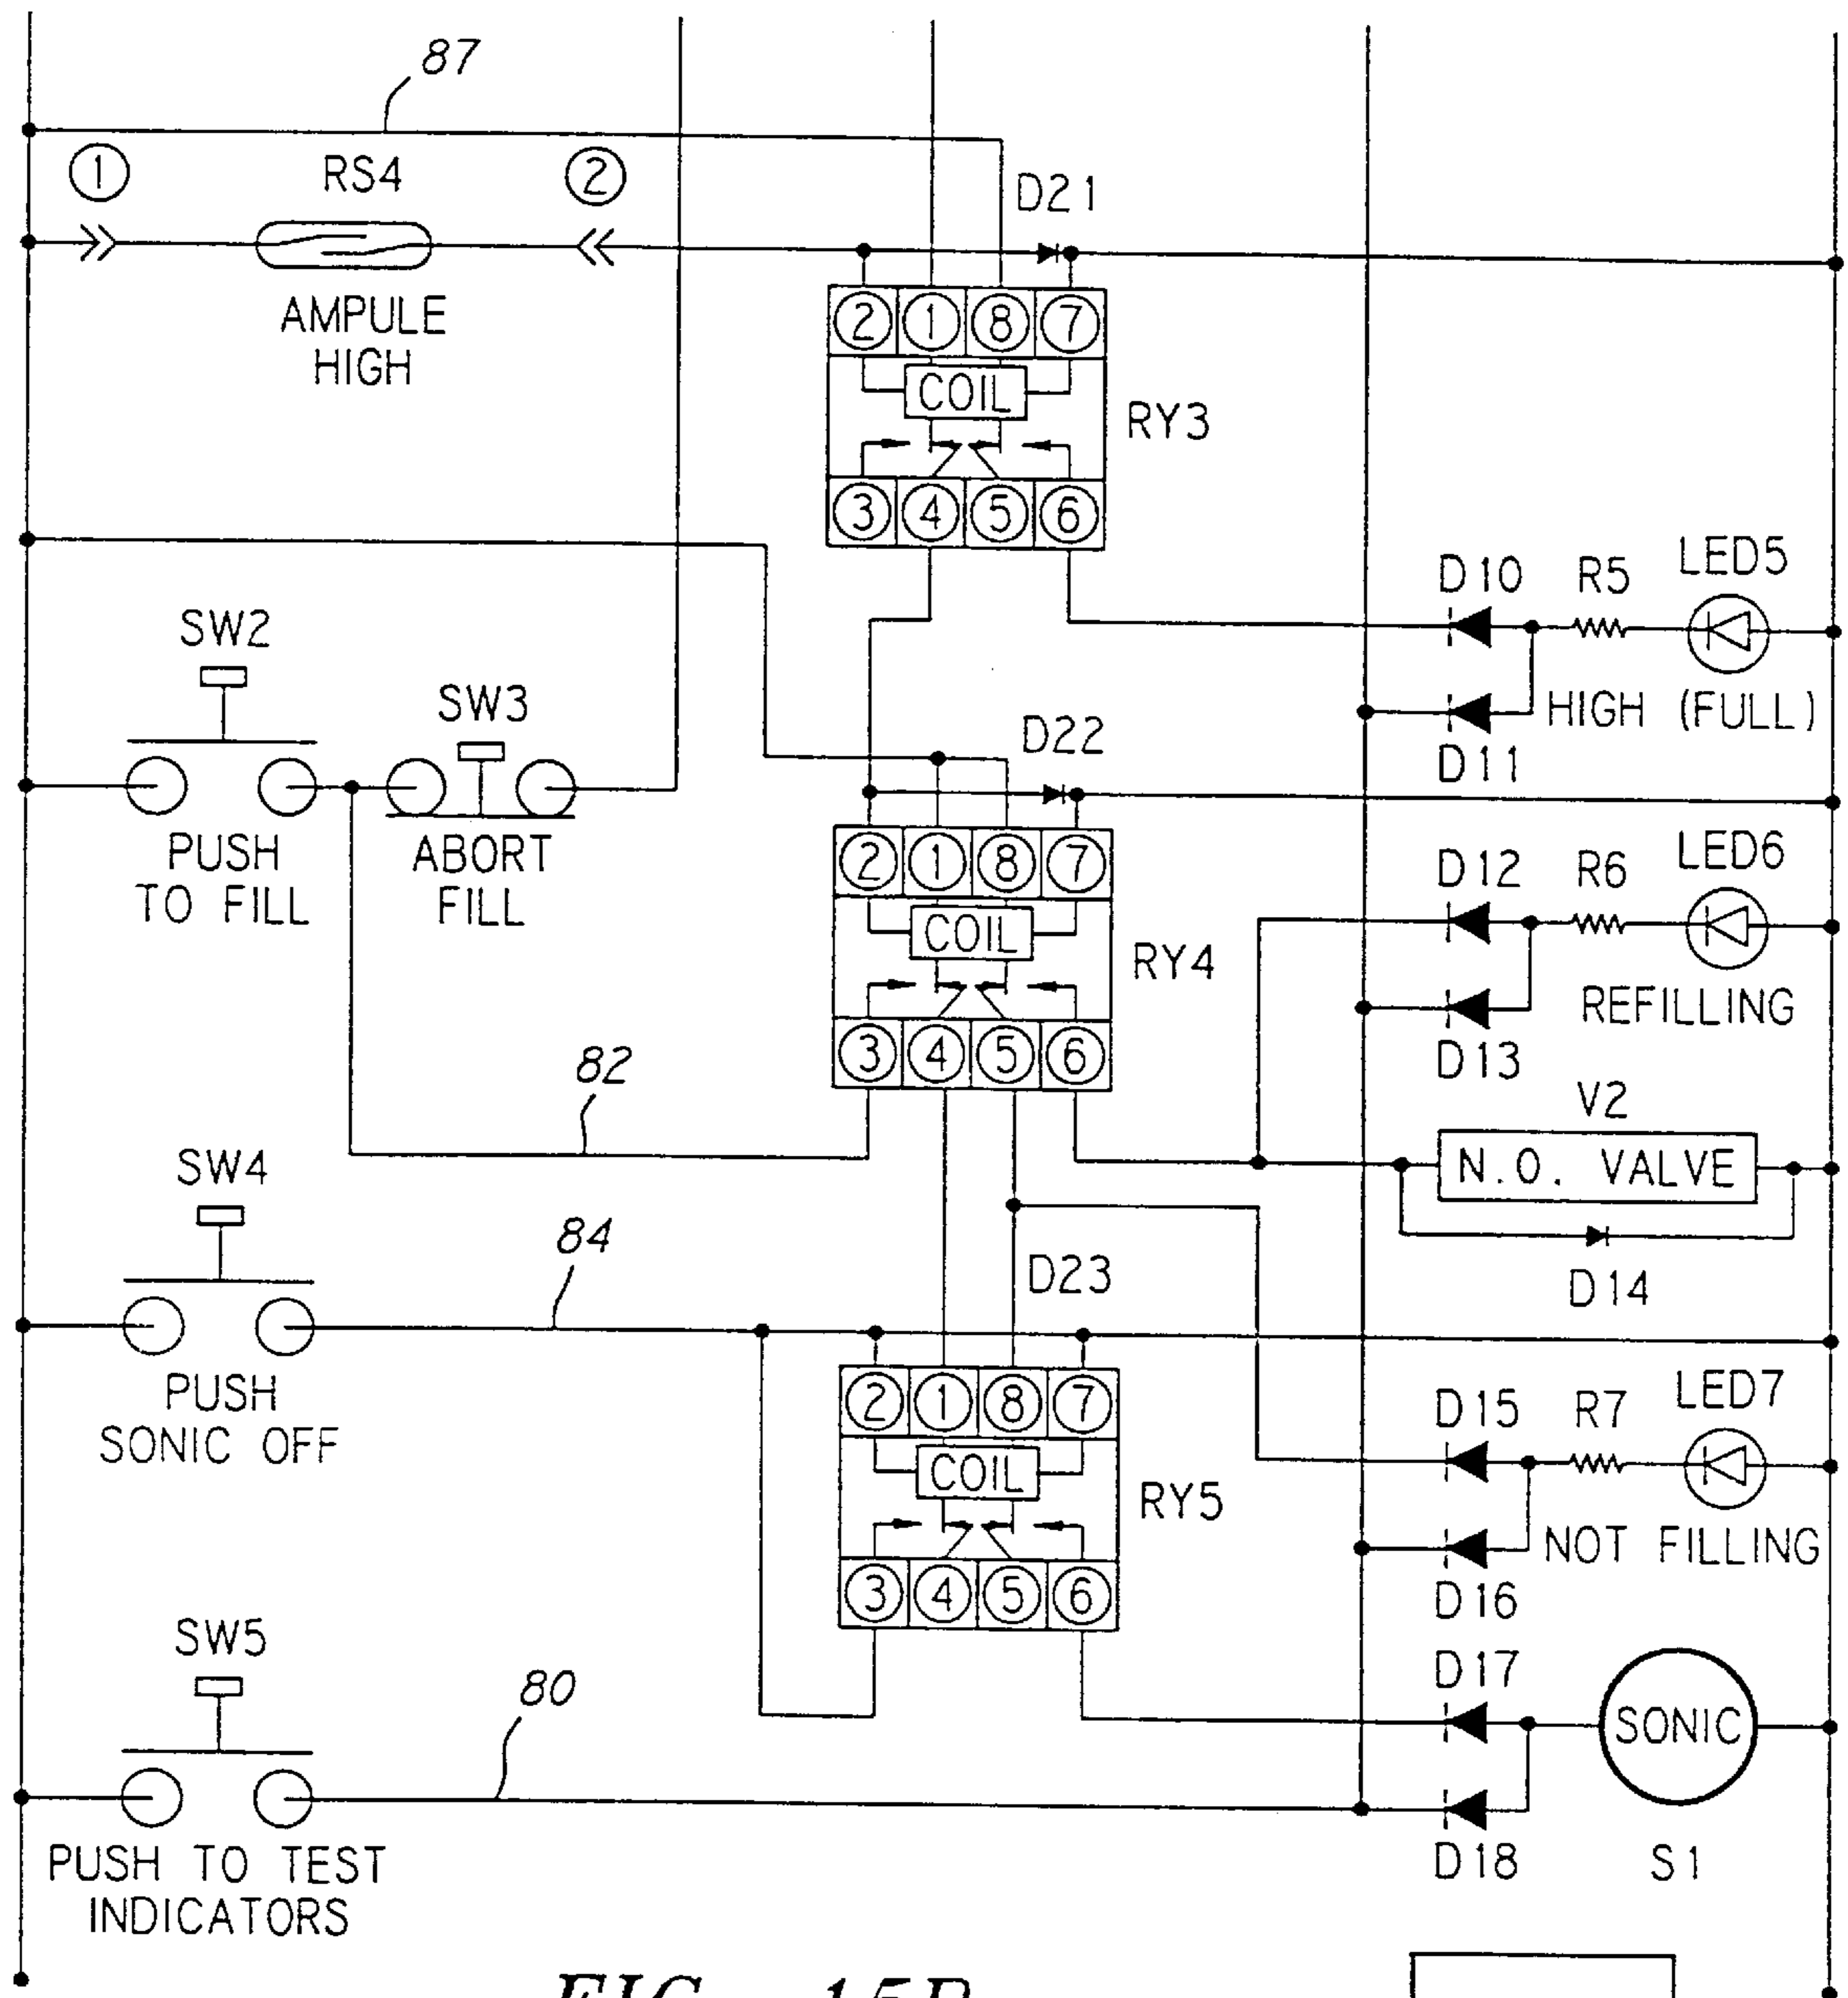 87
1
RS4
2
D21
AMPULE
HIGH
2 1 8 7
COIL
RY3
3 4 5 6
SW2
SW3
D10
R5
LED5
D11
HIGH (FULL)
D22
PUSH
TO FILL
ABORT
FILL
2 1 8 7
COIL
RY4
3 4 5 6
D12
R6
LED6
D13
REFILLING
82
V2
N.O. VALVE
D14
SW4
84
D23
PUSH
SONIC OFF
2 1 8 7
COIL
RY5
3 4 5 6
D15
R7
LED7
D16
NOT FILLING
SW5
80
D17
SONIC
D18
S1
PUSH TO TEST
INDICATORS
FIG. 15B